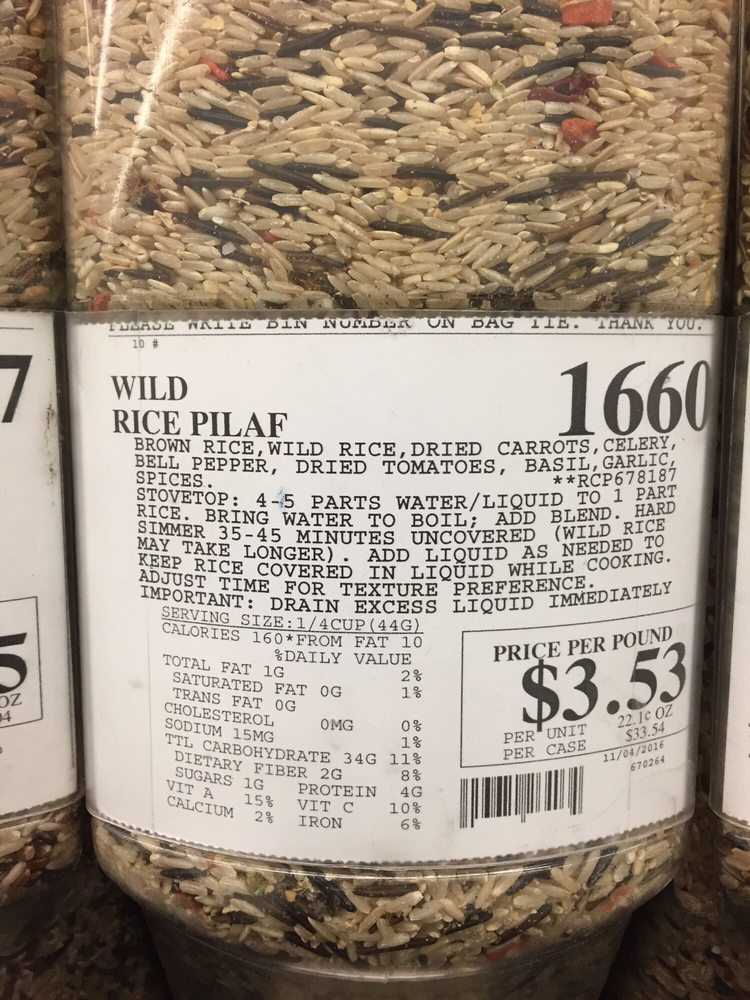 PLEASE WRITE BIN NUMBER ON BAG TIE. THANK YOU.
10 #
WILD
RICE PILAF
1660
BROWN RICE,WILD RICE,DRIED CARROTS,CELERY,
BELL PEPPER, DRIED TOMATOES, BASIL,GARLIC,
SPICES. **RCP678187
STOVETOP: 4-5 PARTS WATER/LIQUID TO 1 PART
RICE. BRING WATER TO BOIL; ADD BLEND. HARD
SIMMER 35-45 MINUTES UNCOVERED (WILD RICE
MAY TAKE LONGER). ADD LIQUID AS NEEDED TO
KEEP RICE COVERED IN LIQUID WHILE COOKING.
ADJUST TIME FOR TEXTURE PREFERENCE.
IMPORTANT: DRAIN EXCESS LIQUID IMMEDIATELY
SERVING SIZE:1/4CUP(44G)
CALORIES 160*FROM FAT 10
%DAILY VALUE
TOTAL FAT 1G 2%
SATURATED FAT 0G 1%
TRANS FAT 0G
CHOLESTEROL 0MG 0%
SODIUM 15MG 1%
TTL CARBOHYDRATE 34G 11%
DIETARY FIBER 2G 8%
SUGARS 1G PROTEIN 4G
VIT A 15% VIT C 10%
CALCIUM 2% IRON 6%
PRICE PER POUND
$3.53
PER UNIT 22.1¢ OZ
PER CASE $33.54
11/04/2016
670264
7
5
OZ